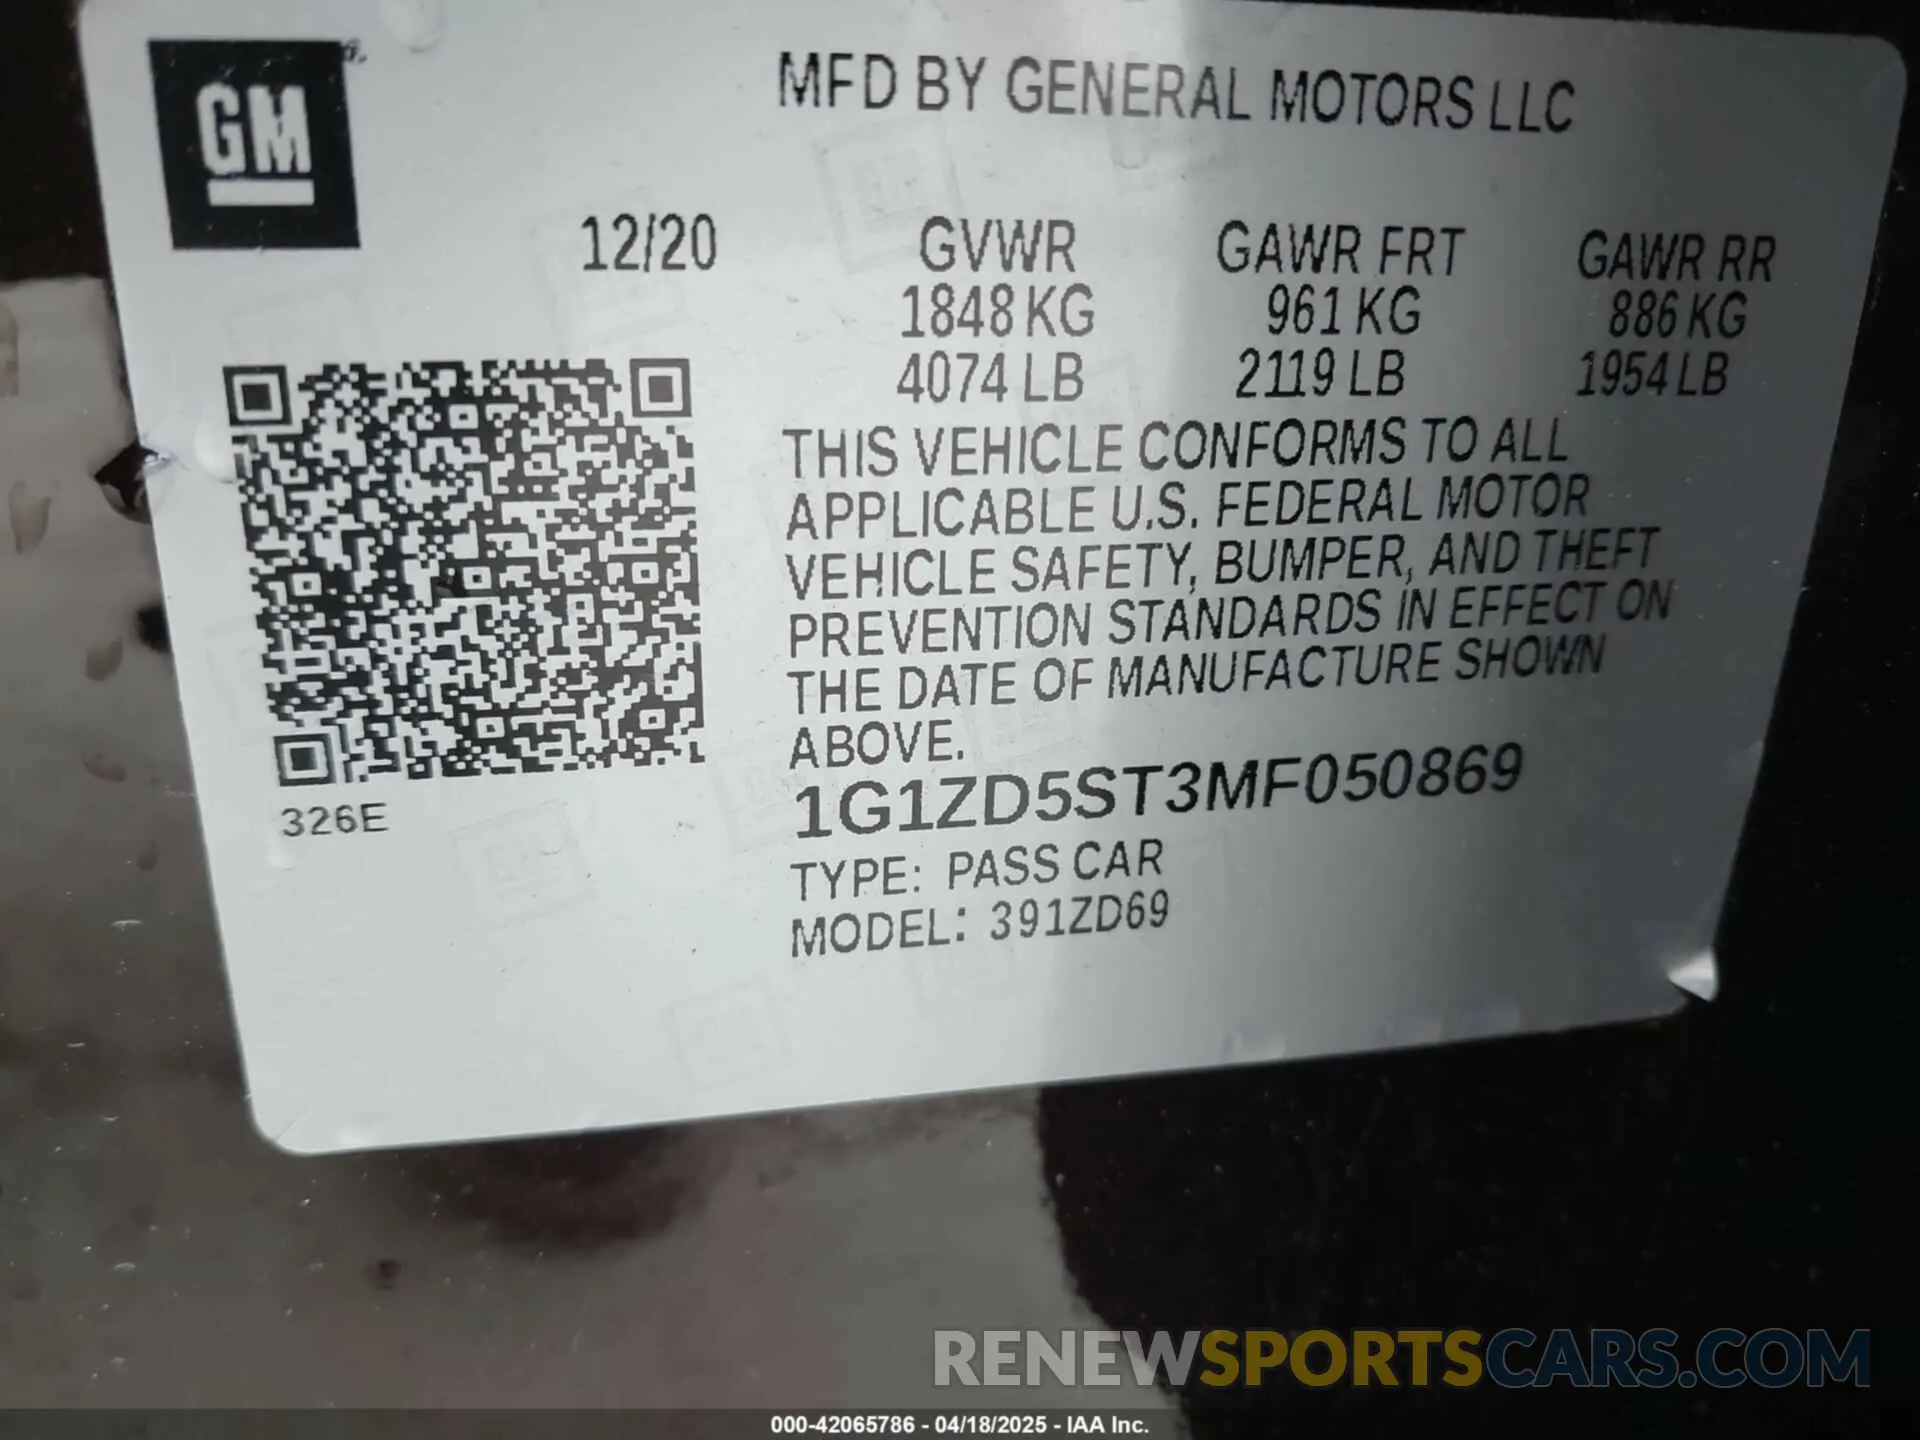 GM
MFD BY GENERAL MOTORS LLC
12/20 GVWR GAWR FRT GAWR RR
1848 KG 961 KG 886 KG
4074 LB 2119 LB 1954 LB
THIS VEHICLE CONFORMS TO ALL
APPLICABLE U.S. FEDERAL MOTOR
VEHICLE SAFETY, BUMPER, AND THEFT
PREVENTION STANDARDS IN EFFECT ON
THE DATE OF MANUFACTURE SHOWN
ABOVE.
1G1ZD5ST3MF050869
326E
TYPE: PASS CAR
MODEL: 391ZD69
RENEWSPORTSCARS.COM
000-42065786 - 04/18/2025 - IAA Inc.